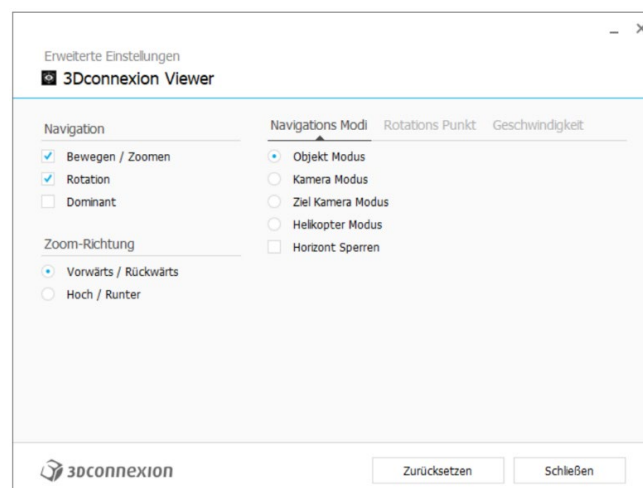 Erweiterte Einstellungen
3Dconnexion Viewer
Navigation
Bewegen / Zoomen
Rotation
Dominant
Zoom-Richtung
Vorwärts / Rückwärts
Hoch / Runter
Navigations Modi Rotations Punkt Geschwindigkeit
Objekt Modus
Kamera Modus
Ziel Kamera Modus
Helikopter Modus
Horizont Sperren
3Dconnexion
Zurücksetzen
Schließen